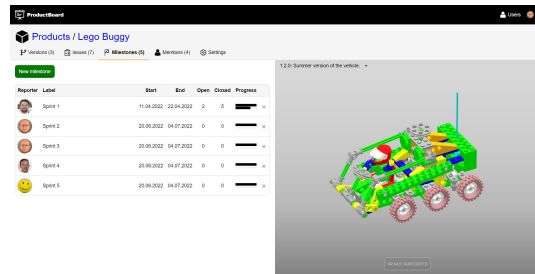 ProductBoard
Users
Products / Lego Buggy
Versions (3) Issues (7) Milestones (5) Members (4) Settings
New milestone
1.2.0: Summer version of the vehicle.
Reporter Label Start End Open Closed Progress
Sprint 1 11.04.2022 22.04.2022 2 5
Sprint 2 20.06.2022 04.07.2022 0 0
Sprint 3 20.06.2022 04.07.2022 0 0
Sprint 4 20.06.2022 04.07.2022 0 0
Sprint 5 20.06.2022 04.07.2022 0 0
AR NOT SUPPORTED